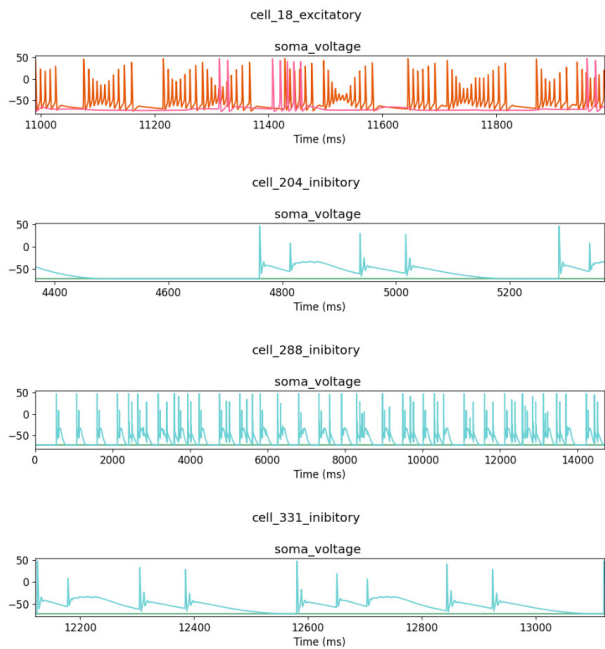 cell_18_excitatory
soma_voltage
50
0
−50
11000 11200 11400 11600 11800
Time (ms)
cell_204_inibitory
soma_voltage
50
0
−50
4400 4600 4800 5000 5200
Time (ms)
cell_288_inibitory
soma_voltage
50
0
−50
0 2000 4000 6000 8000 10000 12000 14000
Time (ms)
cell_331_inibitory
soma_voltage
50
0
−50
12200 12400 12600 12800 13000
Time (ms)